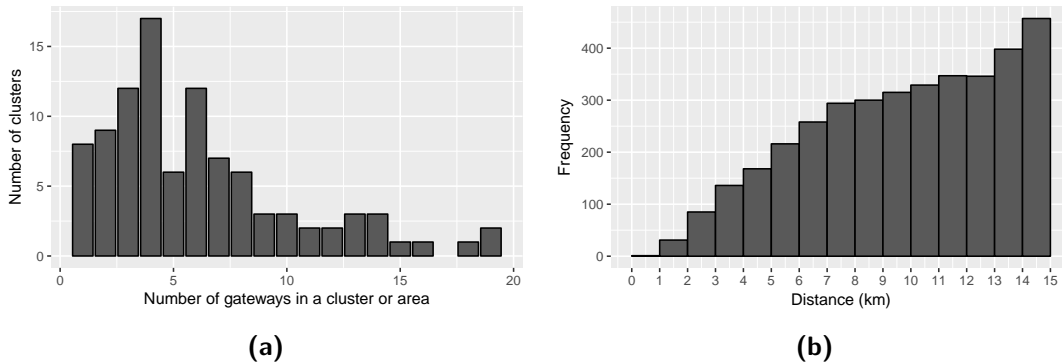 15
10
5
0
Number of clusters
0 5 10 15 20
Number of gateways in a cluster or area
(a)
400
300
200
100
0
Frequency
0 1 2 3 4 5 6 7 8 9 10 11 12 13 14 15
Distance (km)
(b)